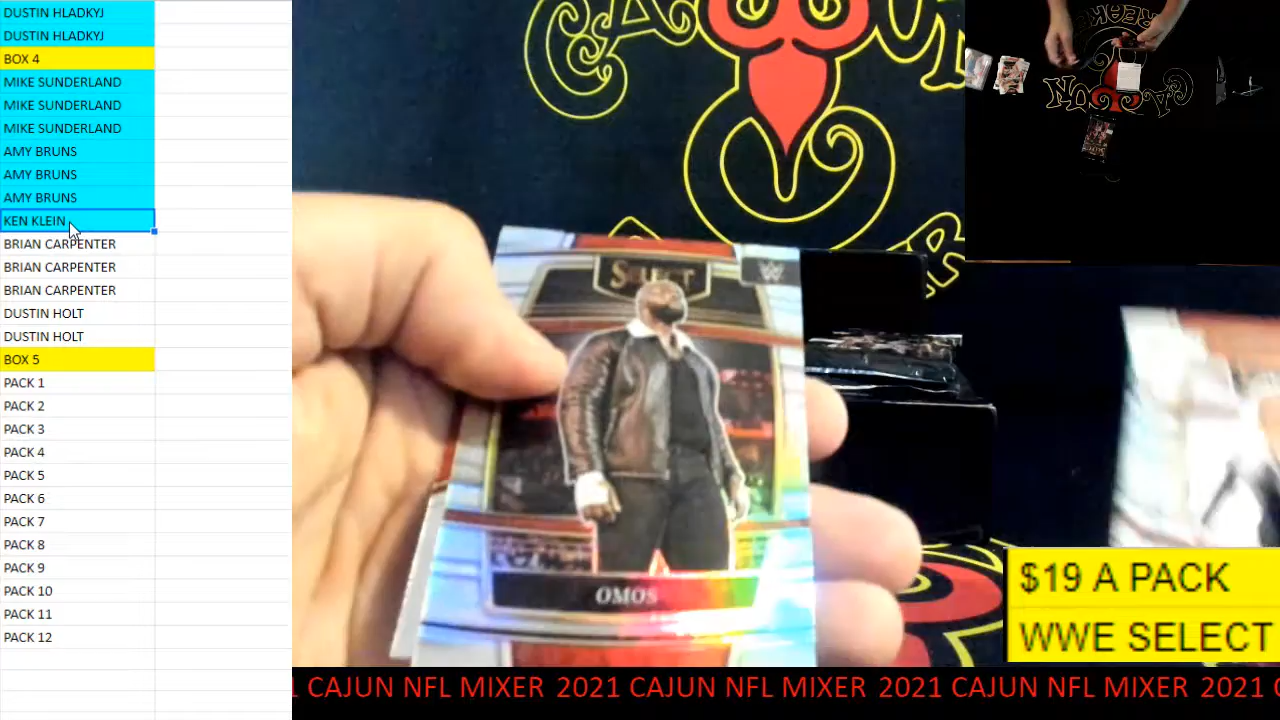 DUSTIN HLADKYJ
DUSTIN HLADKYJ
BOX 4
MIKE SUNDERLAND
MIKE SUNDERLAND
MIKE SUNDERLAND
AMY BRUNS
AMY BRUNS
AMY BRUNS
KEN KLEIN
BRIAN CARPENTER
BRIAN CARPENTER
BRIAN CARPENTER
DUSTIN HOLT
DUSTIN HOLT
BOX 5
PACK 1
PACK 2
PACK 3
PACK 4
PACK 5
PACK 6
PACK 7
PACK 8
PACK 9
PACK 10
PACK 11
PACK 12
SELECT
W
OMOS
CAJUN
$19 A PACK
WWE SELECT
1 CAJUN NFL MIXER 2021 CAJUN NFL MIXER 2021 CAJUN NFL MIXER 2021 C